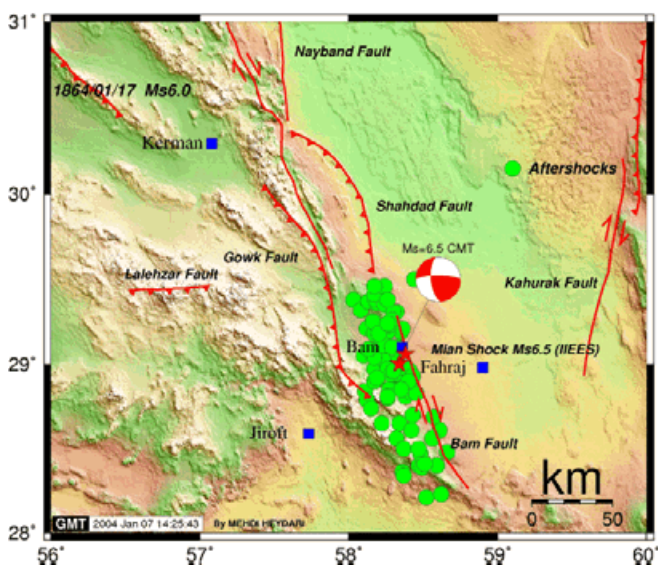 31°
Nayband Fault
1864/01/17 Ms6.0
Kerman
Aftershocks
30°
Shahdad Fault
Ms=6.5 CMT
Gowk Fault
Lalehzar Fault
Kahurak Fault
Bam
Mian Shock Ms6.5 (IIEES)
29°
Fahraj
Jiroft
Bam Fault
km
0 50
GMT 2004 Jan 07 14:25:43 By MEHDI HEYDARI
28°
56° 57° 58° 59° 60°